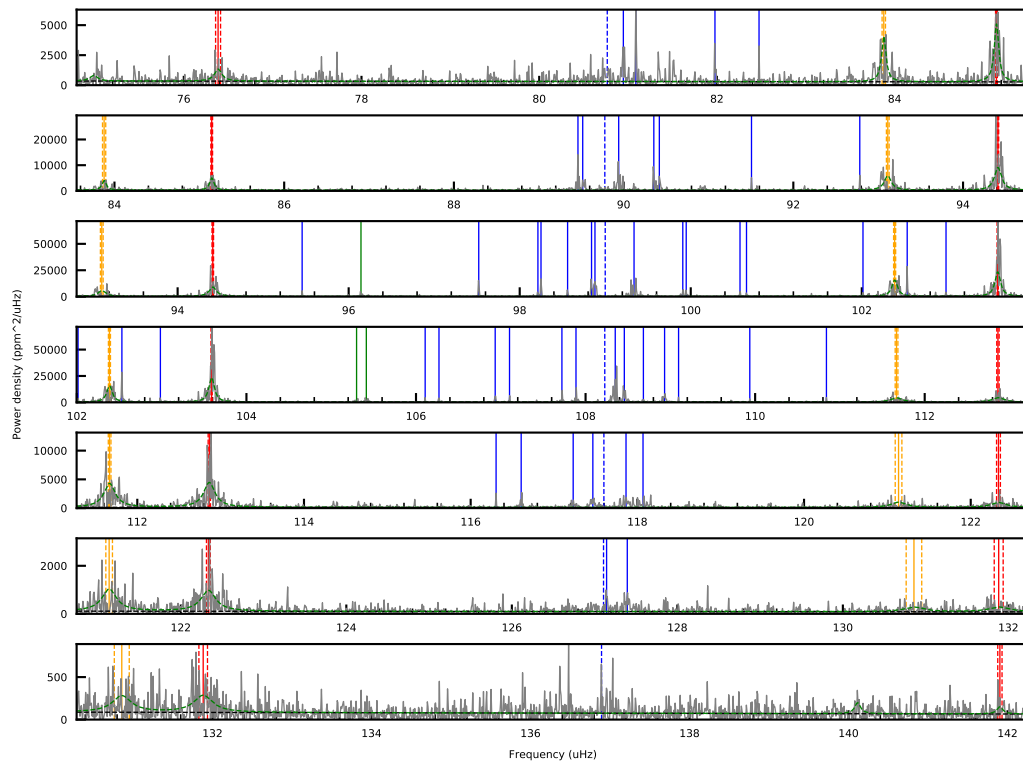 5000
2500
0
76 78 80 82 84
20000
10000
0
84 86 88 90 92 94
50000
25000
0
94 96 98 100 102
50000
25000
0
102 104 106 108 110 112
10000
5000
0
112 114 116 118 120 122
2000
0
122 124 126 128 130 132
500
0
132 134 136 138 140 142
Power density (ppm^2/uHz)
Frequency (uHz)